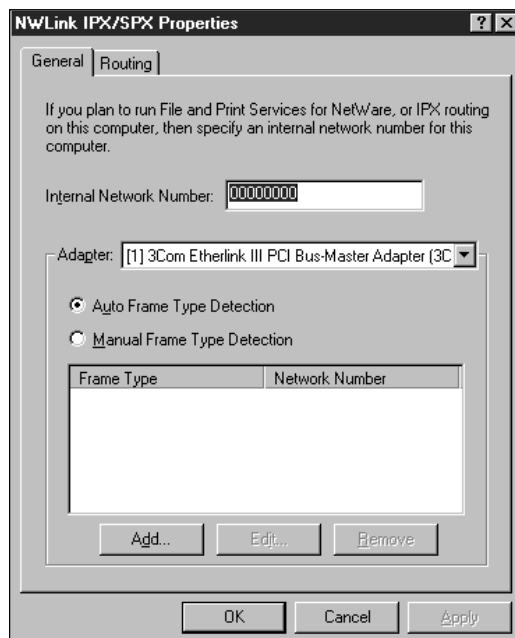 NWLink IPX/SPX Properties
General
Routing
If you plan to run File and Print Services for NetWare, or IPX routing
on this computer, then specify an internal network number for this
computer.
Internal Network Number: 00000000
Adapter: [1] 3Com Etherlink III PCI Bus-Master Adapter (3C
Auto Frame Type Detection
Manual Frame Type Detection
Frame Type Network Number
Add... Edit... Remove
OK Cancel Apply